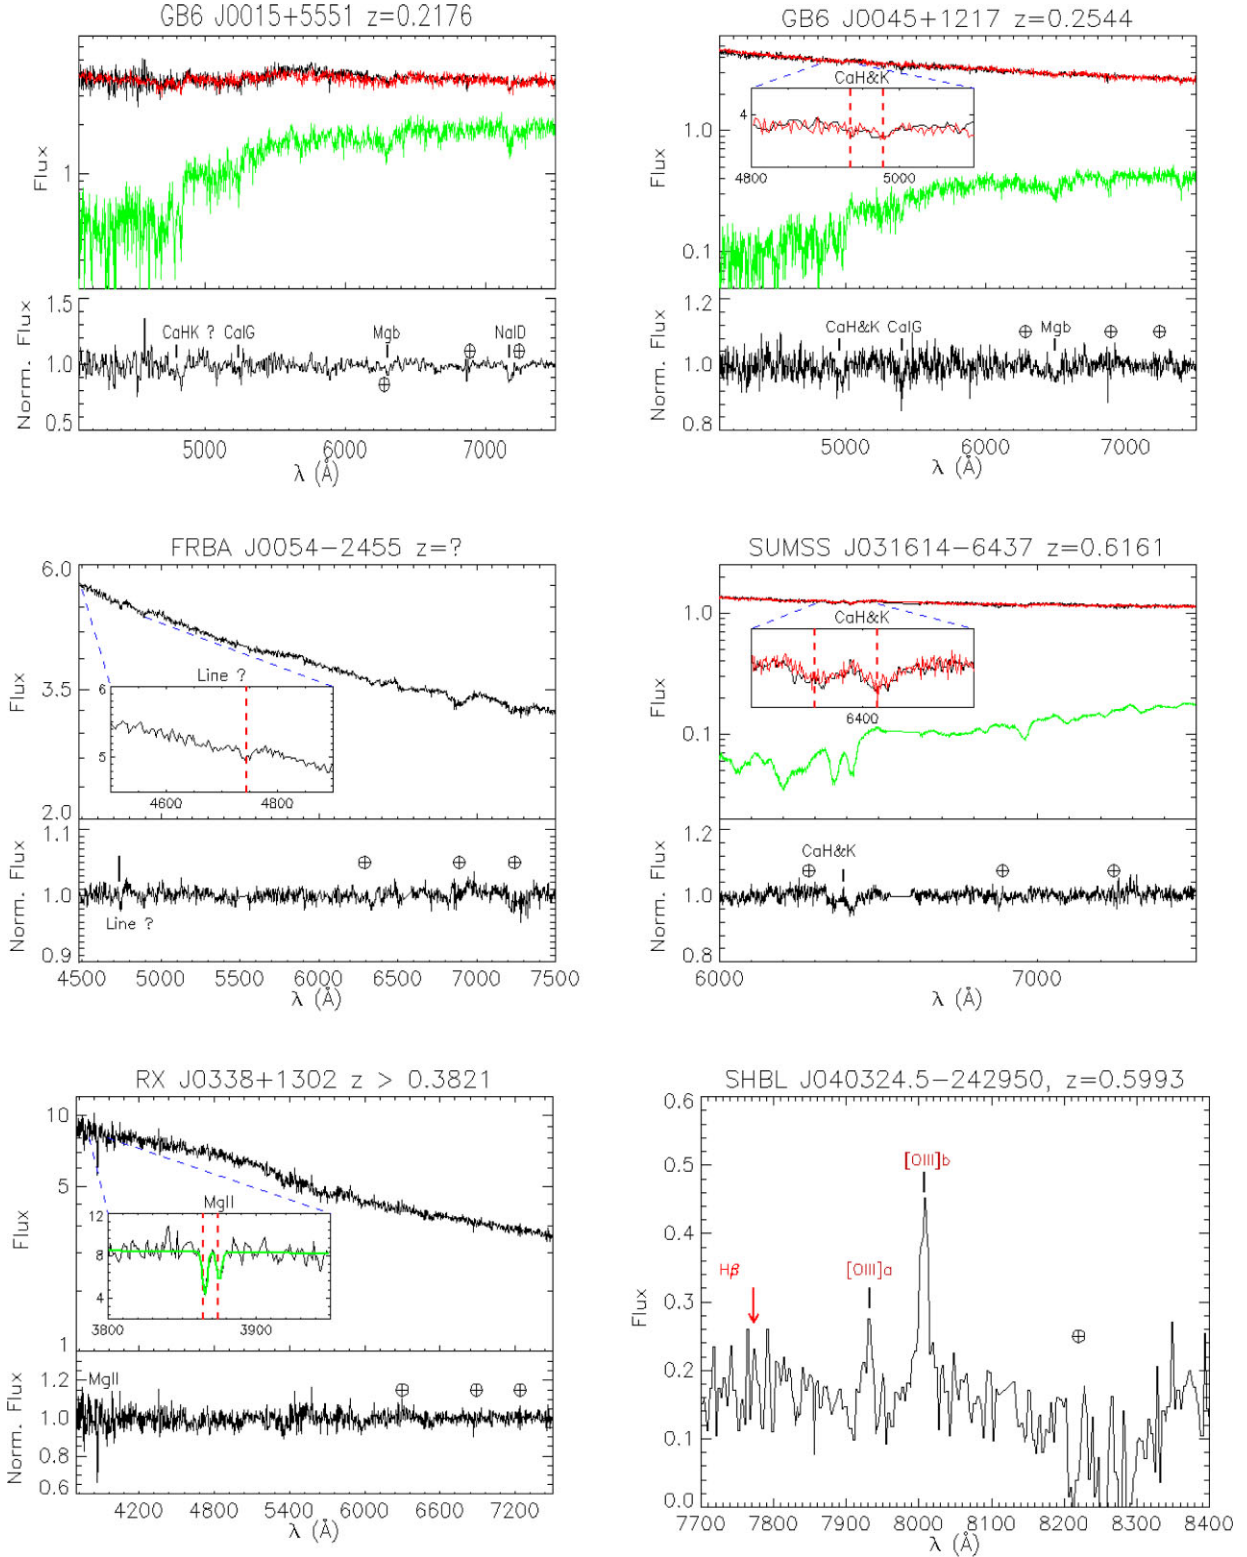 GB6 J0015+5551 z=0.2176
Flux
1
Norm. Flux
1.5
1.0
0.5
CaHK ? CaIG Mgb NaID
⊕ ⊕ ⊕
5000 6000 7000
λ (Å)
GB6 J0045+1217 z=0.2544
Flux
1.0
0.1
CaH&K
4
4800 5000
Norm. Flux
1.2
1.0
0.8
CaH&K CaIG ⊕ Mgb ⊕ ⊕
5000 6000 7000
λ (Å)
FRBA J0054−2455 z=?
Flux
6.0
3.5
2.0
Line ?
6
5
4600 4800
Norm. Flux
1.1
1.0
0.9
⊕ ⊕ ⊕
Line ?
4500 5000 5500 6000 6500 7000 7500
λ (Å)
SUMSS J031614−6437 z=0.6161
Flux
1.0
0.1
CaH&K
6400
Norm. Flux
1.2
1.0
0.8
CaH&K
⊕ ⊕ ⊕
6000 7000
λ (Å)
RX J0338+1302 z > 0.3821
Flux
10
5
1
MgII
12
8
4
3800 3900
Norm. Flux
1.2
1.0
0.8
0.6
MgII ⊕ ⊕ ⊕
4200 4800 5400 6000 6600 7200
λ (Å)
SHBL J040324.5−242950, z=0.5993
Flux
0.6
0.5
0.4
0.3
0.2
0.1
0.0
[OIII]b
Hβ [OIII]a
⊕
7700 7800 7900 8000 8100 8200 8300 8400
λ (Å)